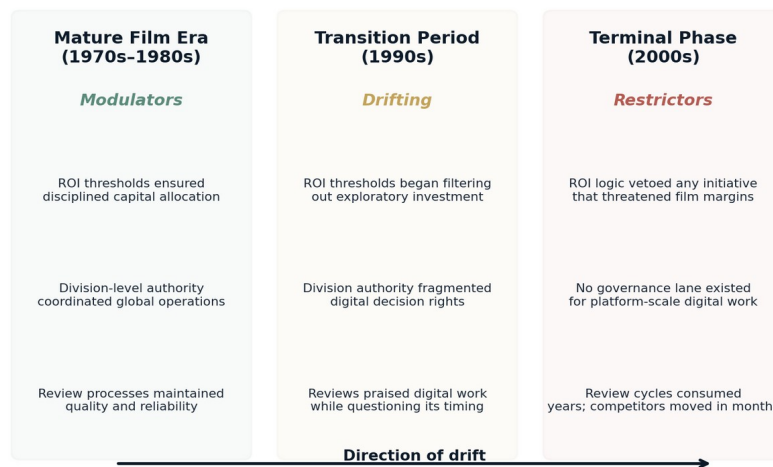 Mature Film Era
(1970s–1980s)
Modulators
ROI thresholds ensured
disciplined capital allocation
Division-level authority
coordinated global operations
Review processes maintained
quality and reliability
Transition Period
(1990s)
Drifting
ROI thresholds began filtering
out exploratory investment
Division authority fragmented
digital decision rights
Reviews praised digital work
while questioning its timing
Terminal Phase
(2000s)
Restrictors
ROI logic vetoed any initiative
that threatened film margins
No governance lane existed
for platform-scale digital work
Review cycles consumed
years; competitors moved in month
Direction of drift